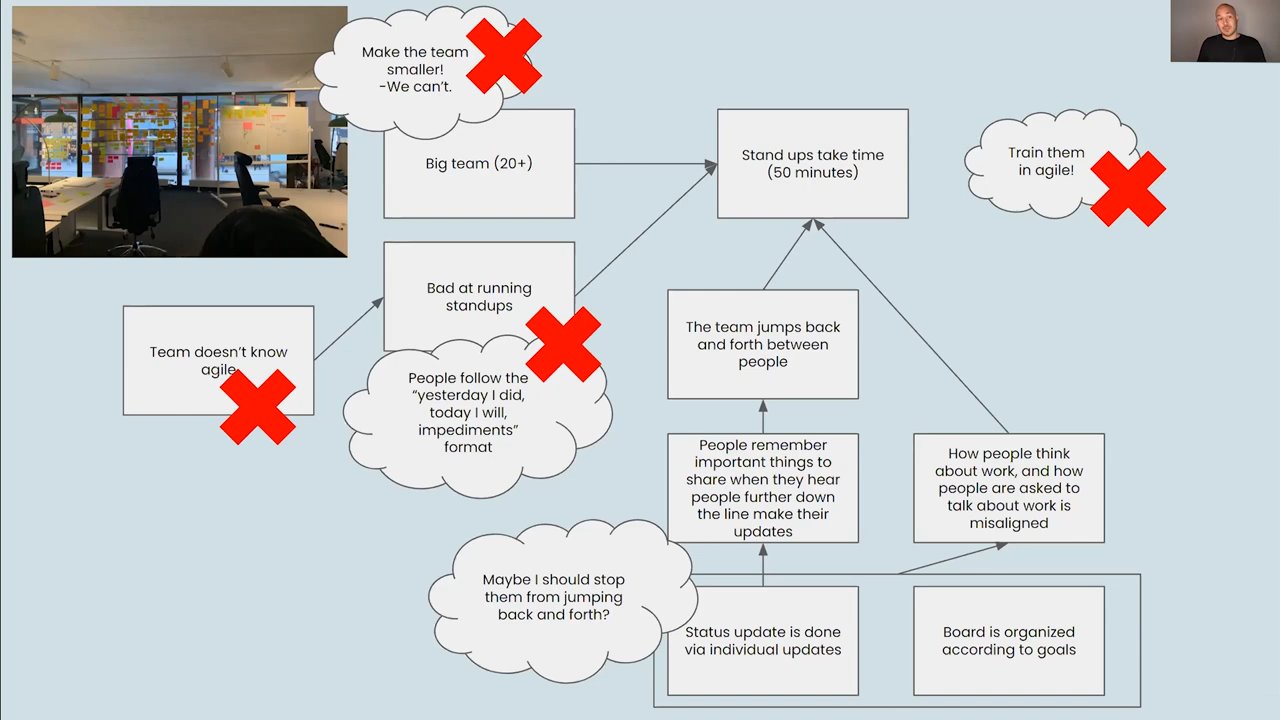 Make the team
smaller!
-We can't.
Big team (20+)
Stand ups take time
(50 minutes)
Train them
in agile!
Bad at running
standups
Team doesn't know
agile
People follow the
“yesterday I did,
today I will,
impediments”
format
The team jumps back
and forth between
people
People remember
important things to
share when they hear
people further down
the line make their
updates
How people think
about work, and how
people are asked to
talk about work is
misaligned
Maybe I should stop
them from jumping
back and forth?
Status update is done
via individual updates
Board is organized
according to goals